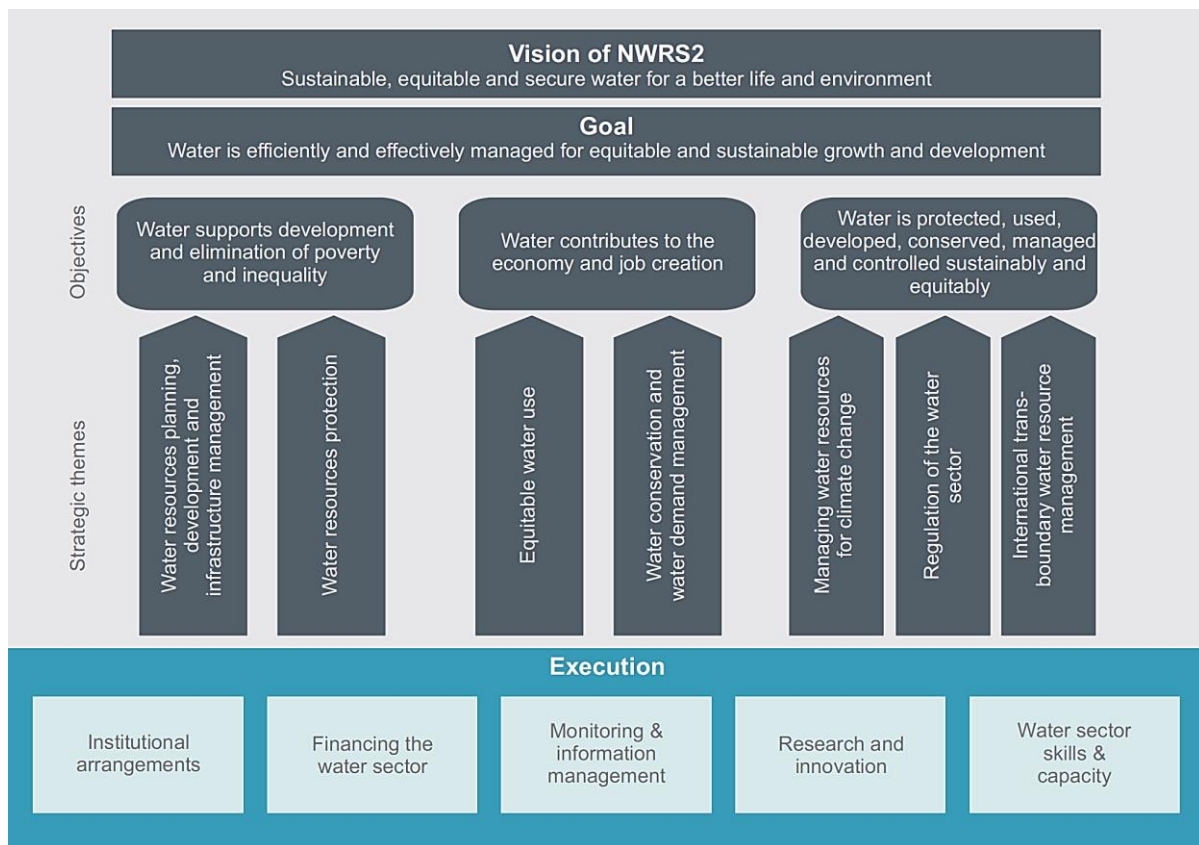 Vision of NWRS2
Sustainable, equitable and secure water for a better life and environment
Goal
Water is efficiently and effectively managed for equitable and sustainable growth and development
Objectives
Water supports development
and elimination of poverty
and inequality
Water contributes to the
economy and job creation
Water is protected, used,
developed, conserved, managed
and controlled sustainably and
equitably
Strategic themes
Water resources planning,
development and
infrastructure management
Water resources protection
Equitable water use
Water conservation and
water demand management
Managing water resources
for climate change
Regulation of the water
sector
International trans-
boundary water resource
management
Execution
Institutional
arrangements
Financing the
water sector
Monitoring &
information
management
Research and
innovation
Water sector
skills &
capacity